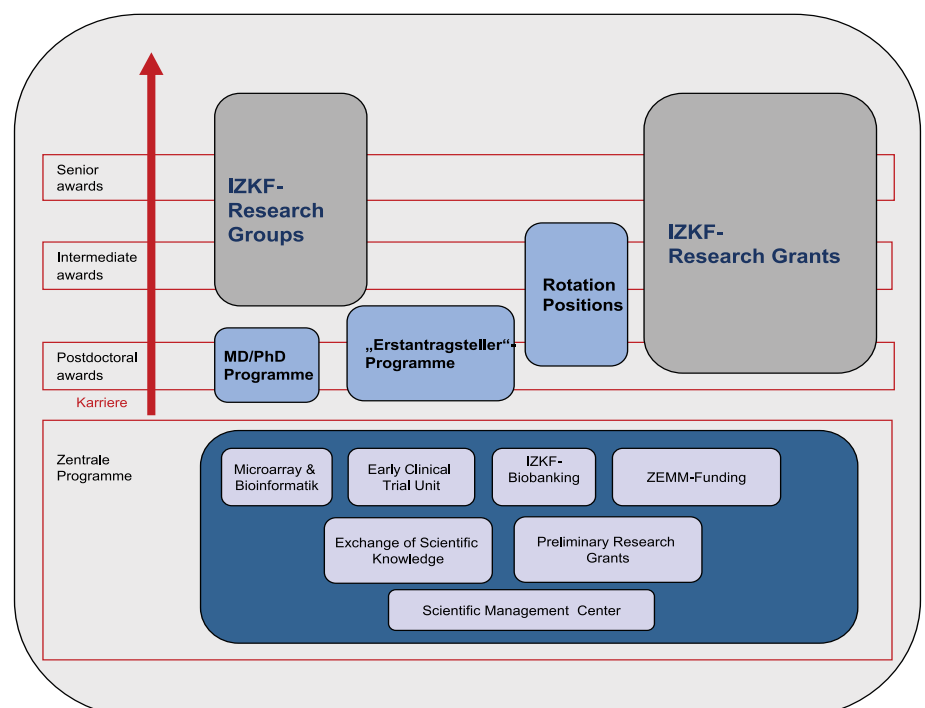 Senior
awards
IZKF-
Research
Groups
IZKF-
Research Grants
Intermediate
awards
Rotation
Positions
Postdoctoral
awards
MD/PhD
Programme
„Erstantragsteller“-
Programme
Karriere
Zentrale
Programme
Microarray &
Bioinformatik
Early Clinical
Trial Unit
IZKF-
Biobanking
ZEMM-Funding
Exchange of Scientific
Knowledge
Preliminary Research
Grants
Scientific Management Center